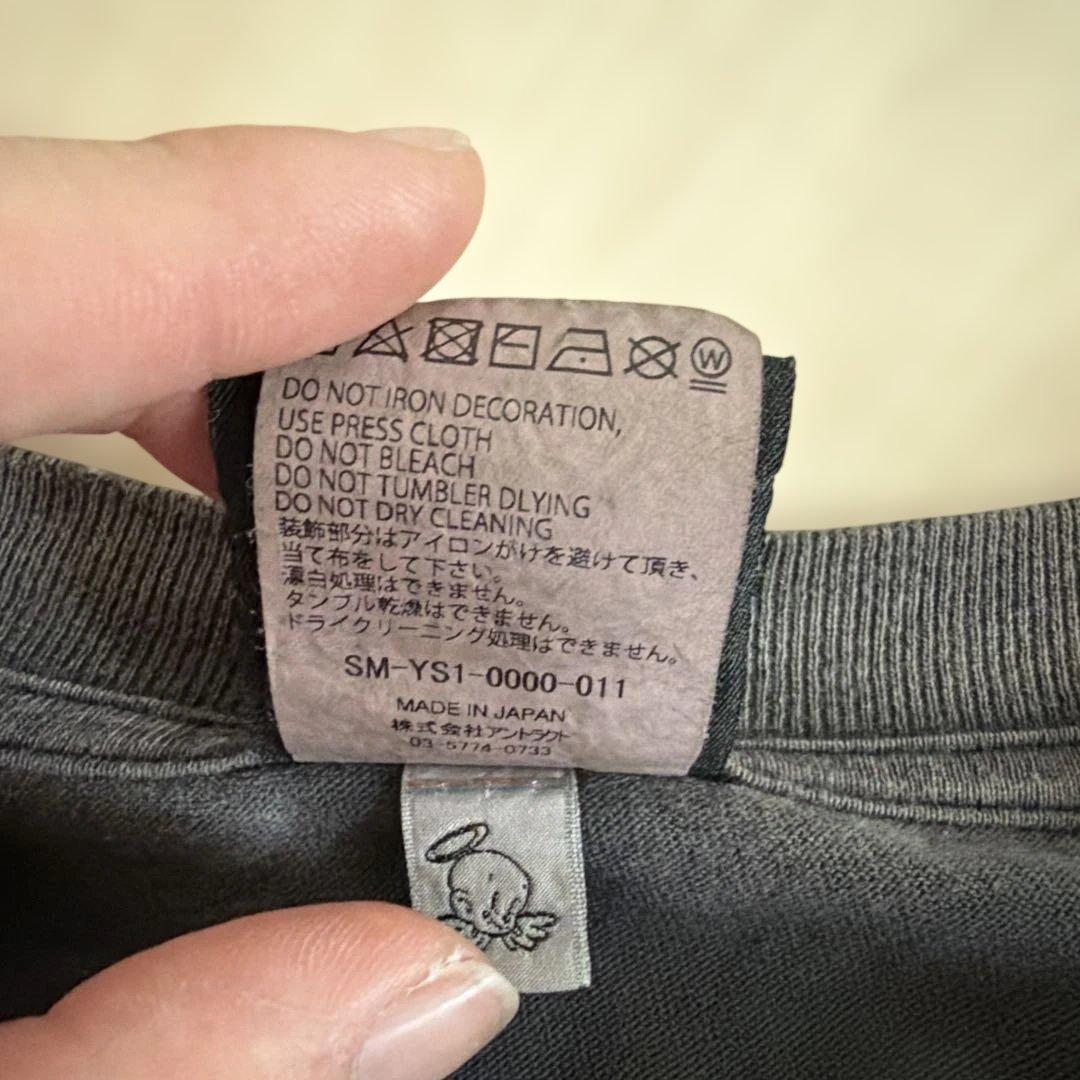 W
DO NOT IRON DECORATION,
USE PRESS CLOTH
DO NOT BLEACH
DO NOT TUMBLER DLYING
DO NOT DRY CLEANING
装飾部分はアイロンがけを避けて頂き、
当て布をして下さい。
漂白処理はできません。
タンブル乾燥はできません。
ドライクリーニング処理はできません。
SM-YS1-0000-011
MADE IN JAPAN
株式会社アントラクト
03-5774-0733